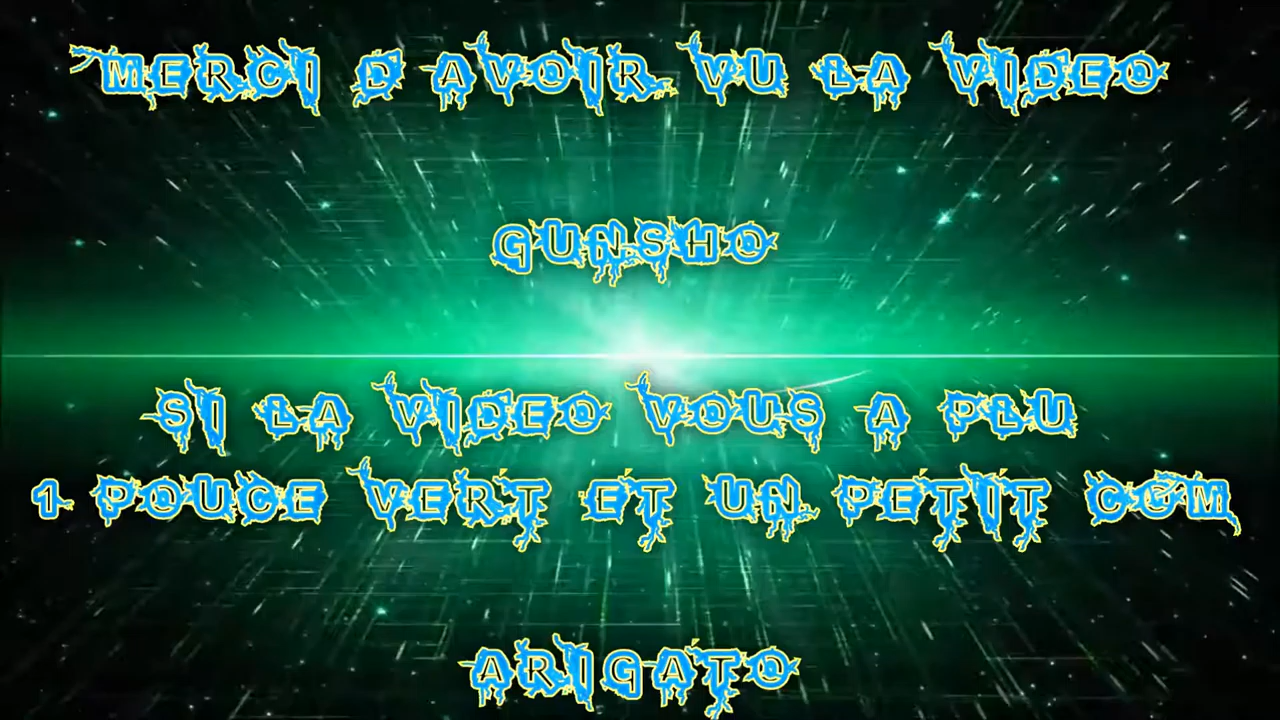 MERCI D AVOIR VU LA VIDEO
GUNSHO
SI LA VIDEO VOUS A PLU
1 POUCE VERT ET UN PETIT COM
ARIGATO